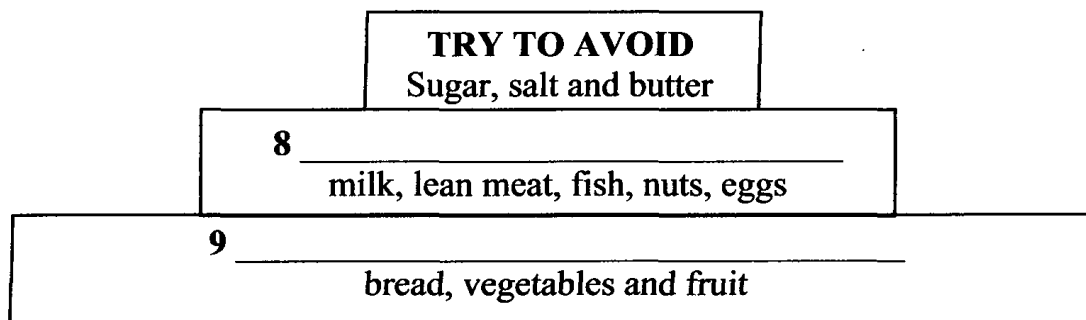 TRY TO AVOID
Sugar, salt and butter
8
milk, lean meat, fish, nuts, eggs
9
bread, vegetables and fruit